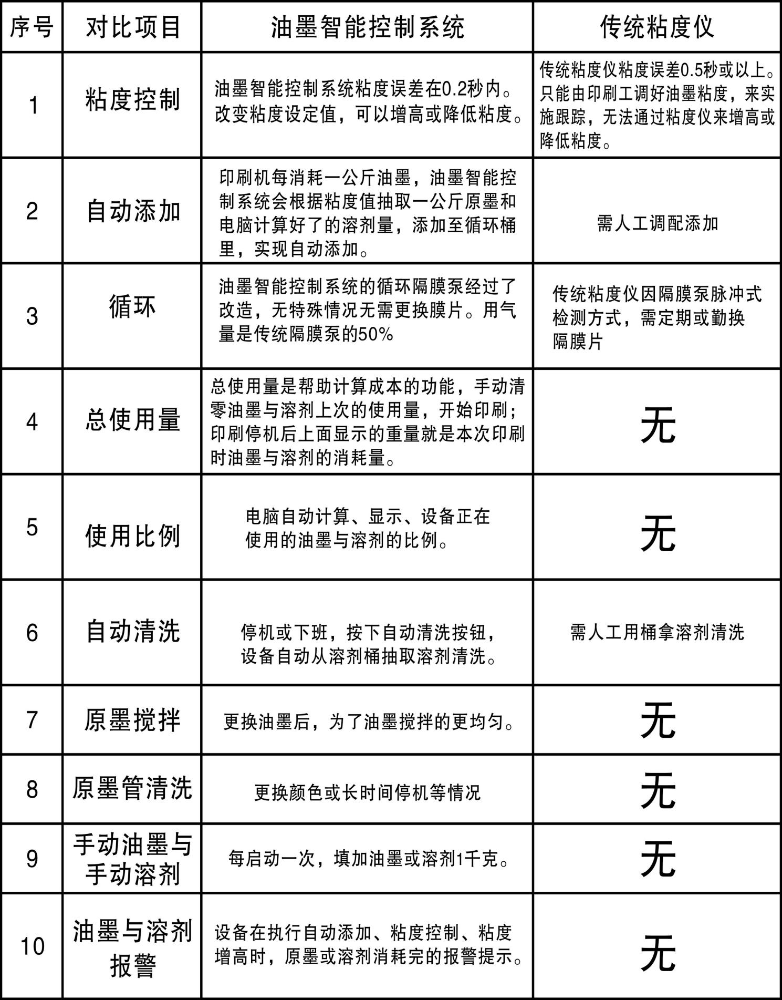 序号 对比项目 油墨智能控制系统 传统粘度仪
1
粘度控制
油墨智能控制系统粘度误差在0.2秒内。
改变粘度设定值，可以增高或降低粘度。
传统粘度仪粘度误差0.5秒或以上。
只能由印刷工调好油墨粘度，来实
施跟踪，无法通过粘度仪来增高或
降低粘度。
2
自动添加
印刷机每消耗一公斤油墨，油墨智能控
制系统会根据粘度值抽取一公斤原墨和
电脑计算好了的溶剂量，添加至循环桶
里，实现自动添加。
需人工调配添加
3
循环
油墨智能控制系统的循环隔膜泵经过了
改造，无特殊情况无需更换膜片。用气
量是传统隔膜泵的50%
传统粘度仪因隔膜泵脉冲式
检测方式，需定期或勤换
隔膜片
4
总使用量
总使用量是帮助计算成本的功能，手动清
零油墨与溶剂上次的使用量，开始印刷；
印刷停机后上面显示的重量就是本次印刷
时油墨与溶剂的消耗量。
无
5
使用比例
电脑自动计算、显示、设备正在
使用的油墨与溶剂的比例。
无
6
自动清洗
停机或下班，按下自动清洗按钮，
设备自动从溶剂桶抽取溶剂清洗。
需人工用桶拿溶剂清洗
7
原墨搅拌
更换油墨后，为了油墨搅拌的更均匀。
无
8
原墨管清洗
更换颜色或长时间停机等情况
无
9
手动油墨与
手动溶剂
每启动一次，填加油墨或溶剂1千克。
无
10
油墨与溶剂
报警
设备在执行自动添加、粘度控制、粘度
增高时，原墨或溶剂消耗完的报警提示。
无